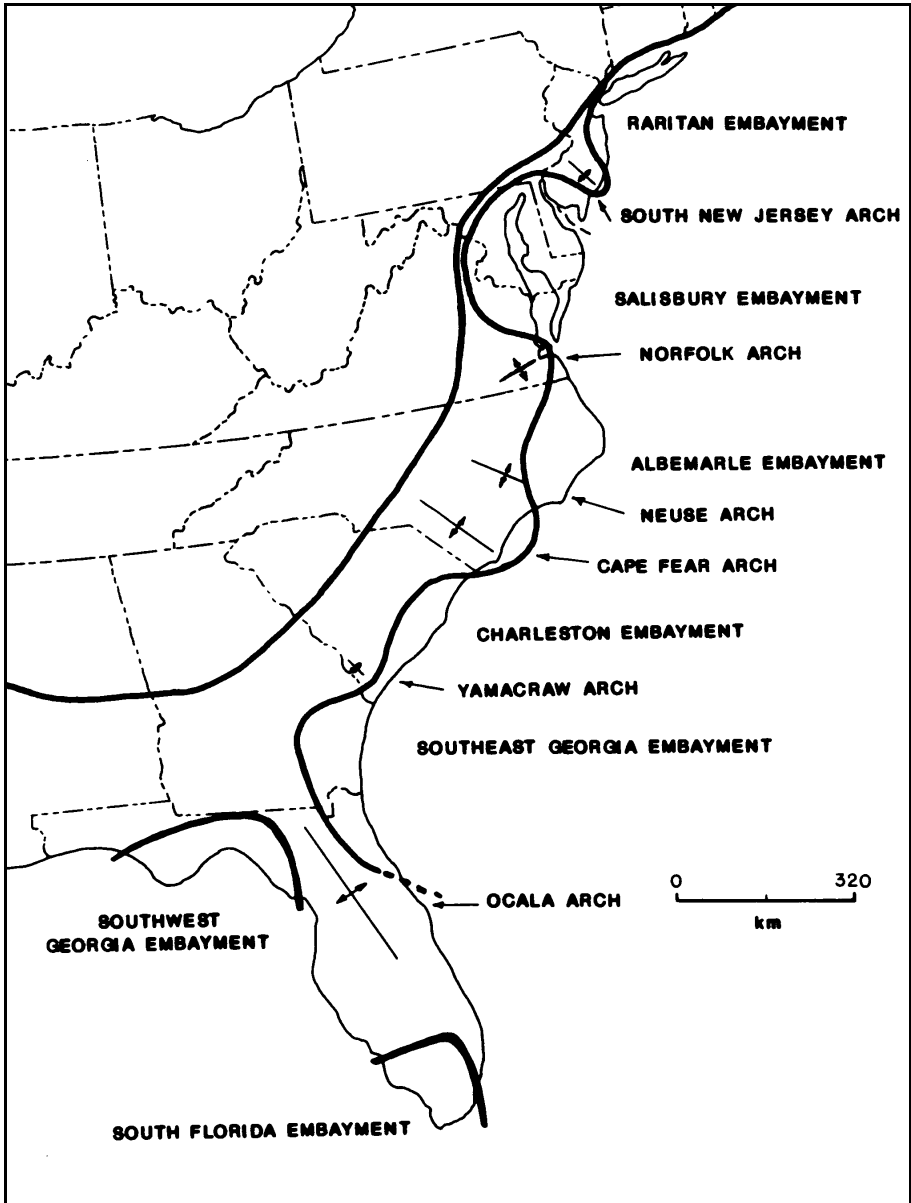 RARITAN EMBAYMENT
SOUTH NEW JERSEY ARCH
SALISBURY EMBAYMENT
NORFOLK ARCH
ALBEMARLE EMBAYMENT
NEUSE ARCH
CAPE FEAR ARCH
CHARLESTON EMBAYMENT
YAMACRAW ARCH
SOUTHEAST GEORGIA EMBAYMENT
0 320
km
OCALA ARCH
SOUTHWEST
GEORGIA EMBAYMENT
SOUTH FLORIDA EMBAYMENT